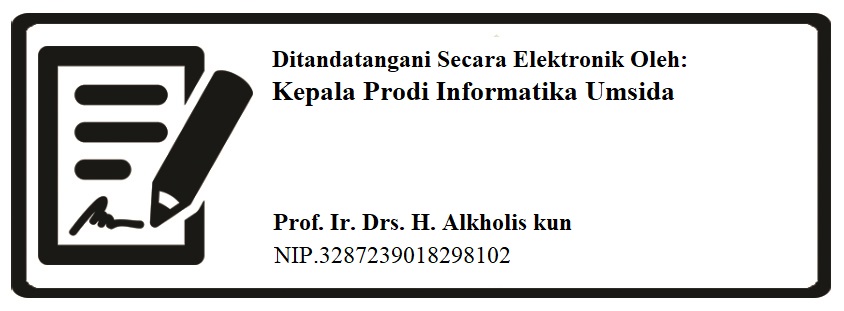 Ditandatangani Secara Elektronik Oleh:
Kepala Prodi Informatika Umsida
Prof. Ir. Drs. H. Alkholis kun
NIP.3287239018298102